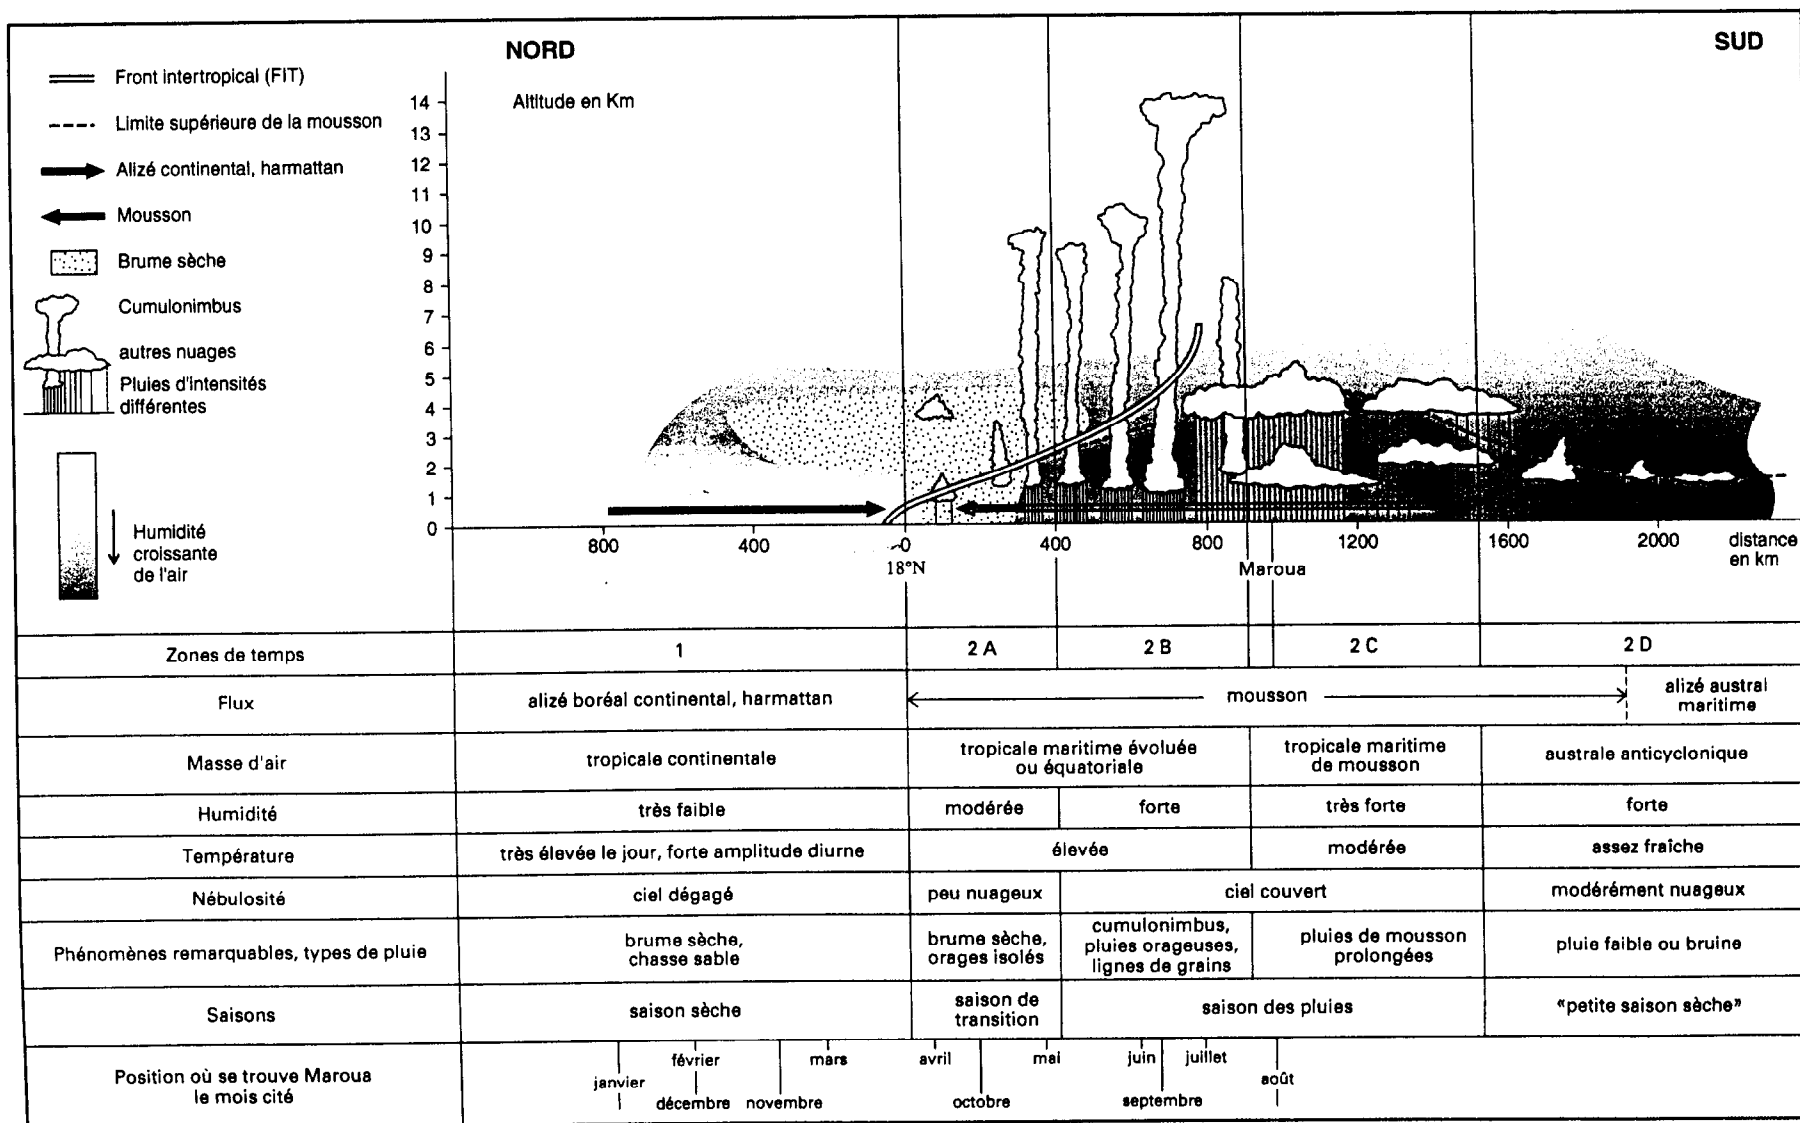 NORD
SUD
Front intertropical (FIT)
Limite supérieure de la mousson
Alizé continental, harmattan
Mousson
Brume sèche
Cumulonimbus
autres nuages
Pluies d'intensités
différentes
Humidité
croissante
de l'air
Altitude en Km
14
13
12
11
10
9
8
7
6
5
4
3
2
1
0
800 400 0 400 800 1200 1600 2000 distance
en km
18°N Maroua
Zones de temps 1 2 A 2 B 2 C 2 D
Flux alizé boréal continental, harmattan mousson alizé austral
maritime
Masse d'air tropicale continentale tropicale maritime évoluée
ou équatoriale tropicale maritime
de mousson australe anticyclonique
Humidité très faible modérée forte très forte forte
Température très élevée le jour, forte amplitude diurne élevée modérée assez fraîche
Nébulosité ciel dégagé peu nuageux ciel couvert modérément nuageux
Phénomènes remarquables, types de pluie brume sèche,
chasse sable brume sèche,
orages isolés cumulonimbus,
pluies orageuses,
lignes de grains pluies de mousson
prolongées pluie faible ou bruine
Saisons saison sèche saison de
transition saison des pluies «petite saison sèche»
Position où se trouve Maroua
le mois cité
février mars avril mai juin juillet
janvier août
décembre novembre octobre septembre